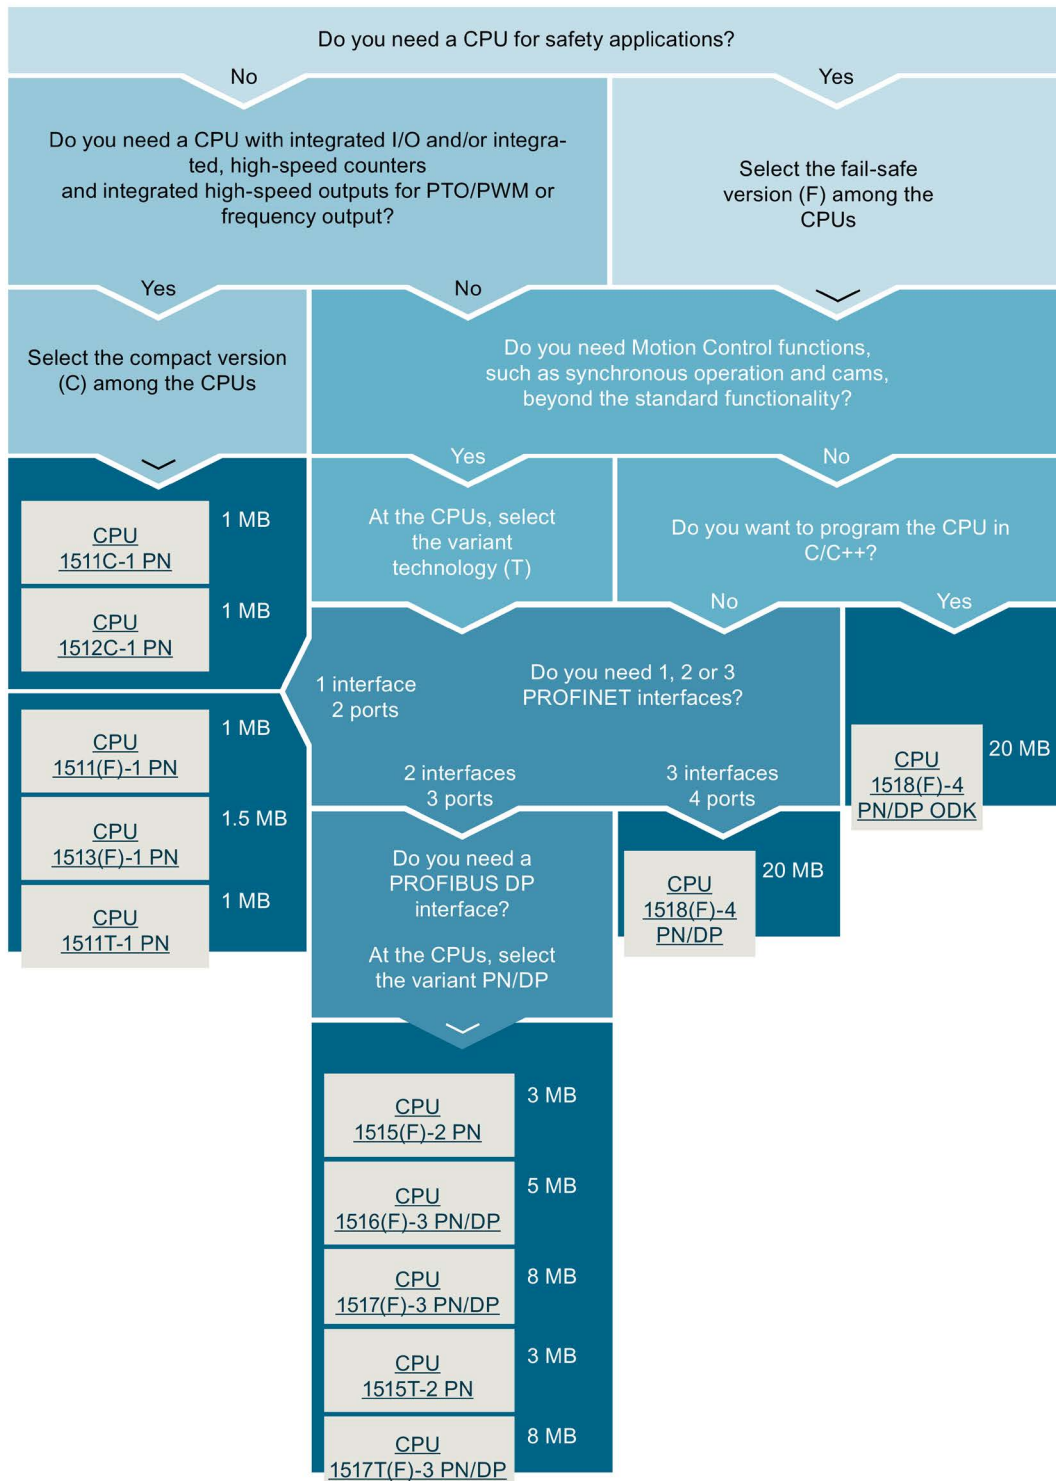 Do you need a CPU for safety applications?
No
Yes
Do you need a CPU with integrated I/O and/or integra-
ted, high-speed counters
and integrated high-speed outputs for PTO/PWM or
frequency output?
Select the fail-safe
version (F) among the
CPUs
Yes
No
Select the compact version
(C) among the CPUs
Do you need Motion Control functions,
such as synchronous operation and cams,
beyond the standard functionality?
Yes
No
At the CPUs, select
the variant
technology (T)
Do you want to program the CPU in
C/C++?
No
Yes
CPU
1511C-1 PN
1 MB
CPU
1512C-1 PN
1 MB
1 interface
2 ports
Do you need 1, 2 or 3
PROFINET interfaces?
2 interfaces
3 ports
3 interfaces
4 ports
CPU
1518(F)-4
PN/DP ODK
20 MB
CPU
1511(F)-1 PN
1 MB
CPU
1513(F)-1 PN
1.5 MB
CPU
1511T-1 PN
1 MB
Do you need a
PROFIBUS DP
interface?
At the CPUs, select
the variant PN/DP
CPU
1518(F)-4
PN/DP
20 MB
CPU
1515(F)-2 PN
3 MB
CPU
1516(F)-3 PN/DP
5 MB
CPU
1517(F)-3 PN/DP
8 MB
CPU
1515T-2 PN
3 MB
CPU
1517T(F)-3 PN/DP
8 MB